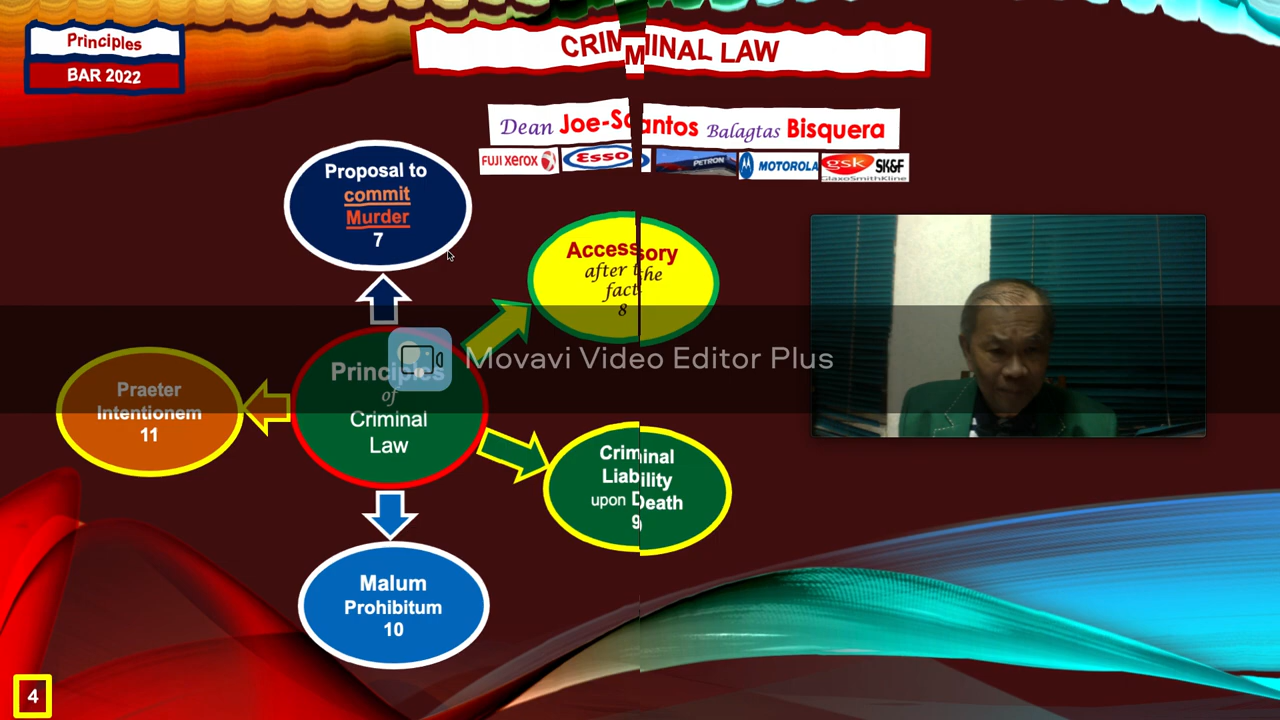 Principles
BAR 2022
CRIMINAL LAW
Dean Joe-Santos Balagtas Bisquera
FUJI XEROX
Esso
PETRON
MOTOROLA
gsk SK&F
GlaxoSmithKline
Proposal to
commit
Murder
7
Accessory
after the
fact
8
Movavi Video Editor Plus
Principles
of
Criminal
Law
Praeter
Intentionem
11
Criminal
Liability
upon Death
9
Malum
Prohibitum
10
4